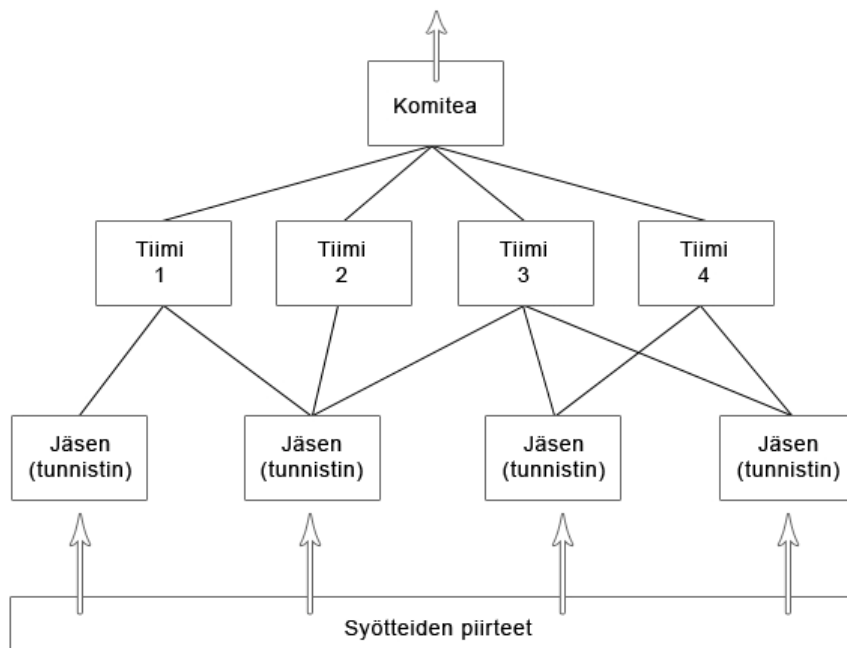 Komitea
Tiimi
1
Tiimi
2
Tiimi
3
Tiimi
4
Jäsen
(tunnistin)
Jäsen
(tunnistin)
Jäsen
(tunnistin)
Jäsen
(tunnistin)
Syötteiden piirteet